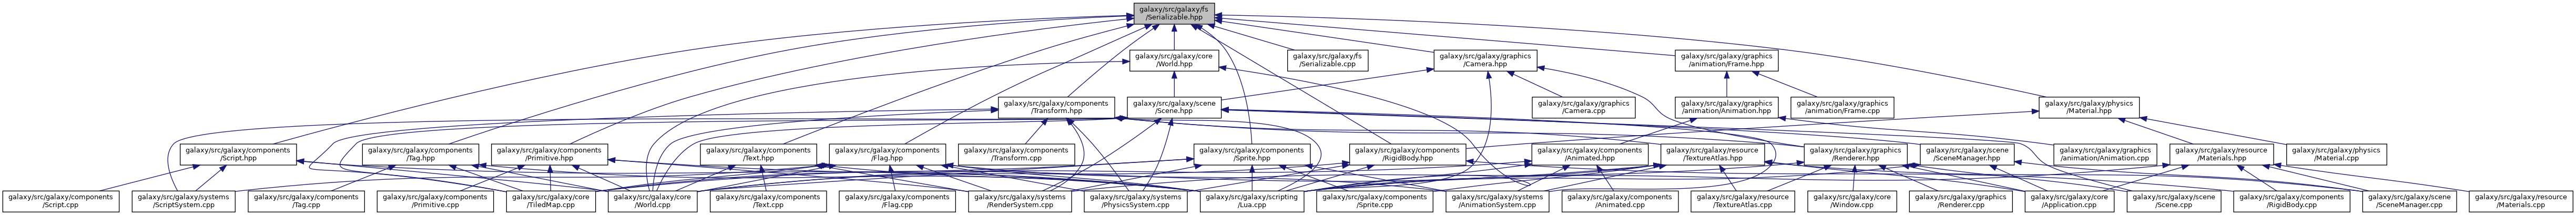 galaxy/src/galaxy/fs
/Serializable.hpp
galaxy/src/galaxy/core
/World.hpp
galaxy/src/galaxy/fs
/Serializable.cpp
galaxy/src/galaxy/graphics
/Camera.hpp
galaxy/src/galaxy/graphics
/animation/Frame.hpp
galaxy/src/galaxy/components
/Transform.hpp
galaxy/src/galaxy/scene
/Scene.hpp
galaxy/src/galaxy/graphics
/Camera.cpp
galaxy/src/galaxy/graphics
/animation/Animation.hpp
galaxy/src/galaxy/graphics
/animation/Frame.cpp
galaxy/src/galaxy/physics
/Material.hpp
galaxy/src/galaxy/components
/Script.hpp
galaxy/src/galaxy/components
/Tag.hpp
galaxy/src/galaxy/components
/Primitive.hpp
galaxy/src/galaxy/components
/Text.hpp
galaxy/src/galaxy/components
/Flag.hpp
galaxy/src/galaxy/components
/Transform.cpp
galaxy/src/galaxy/components
/Sprite.hpp
galaxy/src/galaxy/components
/RigidBody.hpp
galaxy/src/galaxy/components
/Animated.hpp
galaxy/src/galaxy/resource
/TextureAtlas.hpp
galaxy/src/galaxy/graphics
/Renderer.hpp
galaxy/src/galaxy/scene
/SceneManager.hpp
galaxy/src/galaxy/graphics
/animation/Animation.cpp
galaxy/src/galaxy/resource
/Materials.hpp
galaxy/src/galaxy/physics
/Material.cpp
galaxy/src/galaxy/components
/Script.cpp
galaxy/src/galaxy/systems
/ScriptSystem.cpp
galaxy/src/galaxy/components
/Tag.cpp
galaxy/src/galaxy/components
/Primitive.cpp
galaxy/src/galaxy/core
/TiledMap.cpp
galaxy/src/galaxy/core
/World.cpp
galaxy/src/galaxy/components
/Text.cpp
galaxy/src/galaxy/components
/Flag.cpp
galaxy/src/galaxy/systems
/RenderSystem.cpp
galaxy/src/galaxy/systems
/PhysicsSystem.cpp
galaxy/src/galaxy/scripting
/Lua.cpp
galaxy/src/galaxy/components
/Sprite.cpp
galaxy/src/galaxy/systems
/AnimationSystem.cpp
galaxy/src/galaxy/components
/Animated.cpp
galaxy/src/galaxy/resource
/TextureAtlas.cpp
galaxy/src/galaxy/core
/Window.cpp
galaxy/src/galaxy/graphics
/Renderer.cpp
galaxy/src/galaxy/core
/Application.cpp
galaxy/src/galaxy/scene
/Scene.cpp
galaxy/src/galaxy/components
/RigidBody.cpp
galaxy/src/galaxy/scene
/SceneManager.cpp
galaxy/src/galaxy/resource
/Materials.cpp